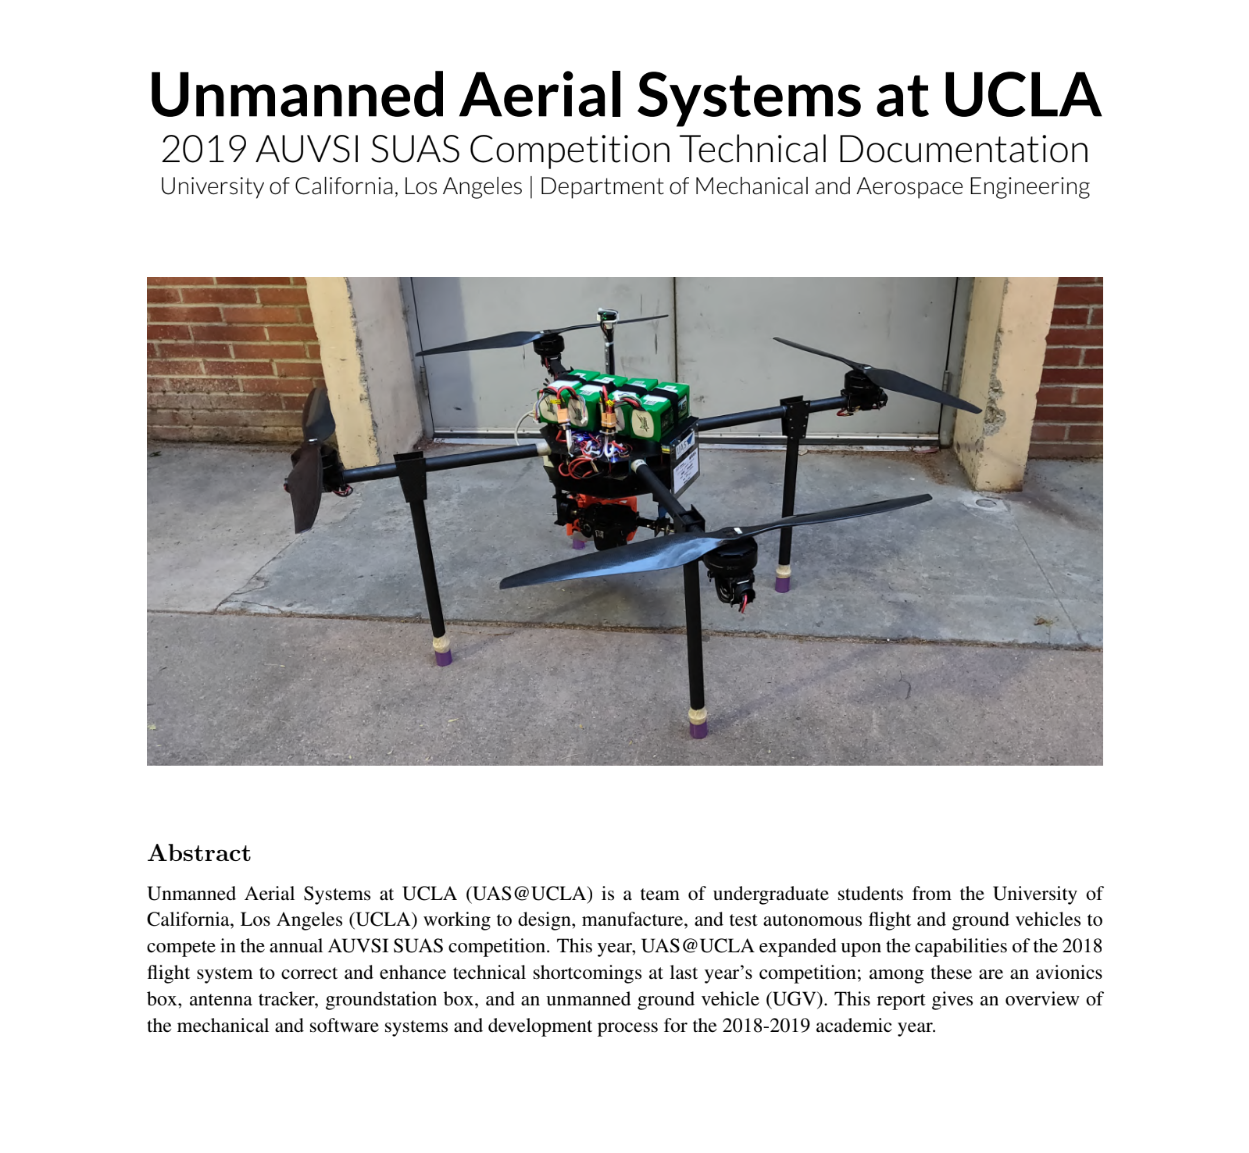 Unmanned Aerial Systems at UCLA
2019 AUVSI SUAS Competition Technical Documentation
University of California, Los Angeles | Department of Mechanical and Aerospace Engineering
Abstract
Unmanned Aerial Systems at UCLA (UAS@UCLA) is a team of undergraduate students from the University of
California, Los Angeles (UCLA) working to design, manufacture, and test autonomous flight and ground vehicles to
compete in the annual AUVSI SUAS competition. This year, UAS@UCLA expanded upon the capabilities of the 2018
flight system to correct and enhance technical shortcomings at last year's competition; among these are an avionics
box, antenna tracker, groundstation box, and an unmanned ground vehicle (UGV). This report gives an overview of
the mechanical and software systems and development process for the 2018-2019 academic year.